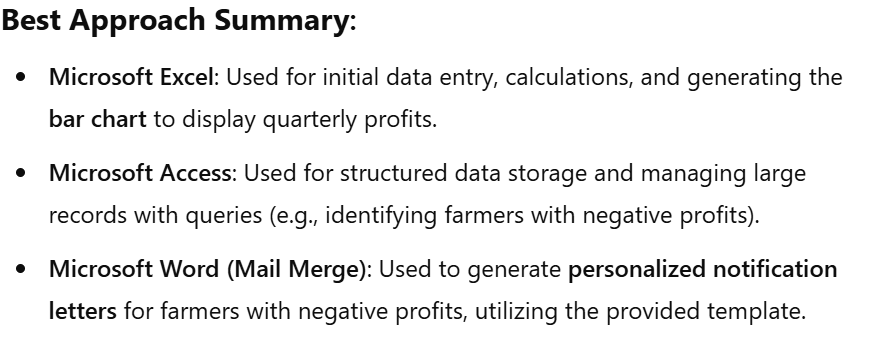 Best Approach Summary:
• Microsoft Excel: Used for initial data entry, calculations, and generating the
bar chart to display quarterly profits.
• Microsoft Access: Used for structured data storage and managing large
records with queries (e.g., identifying farmers with negative profits).
• Microsoft Word (Mail Merge): Used to generate personalized notification
letters for farmers with negative profits, utilizing the provided template.